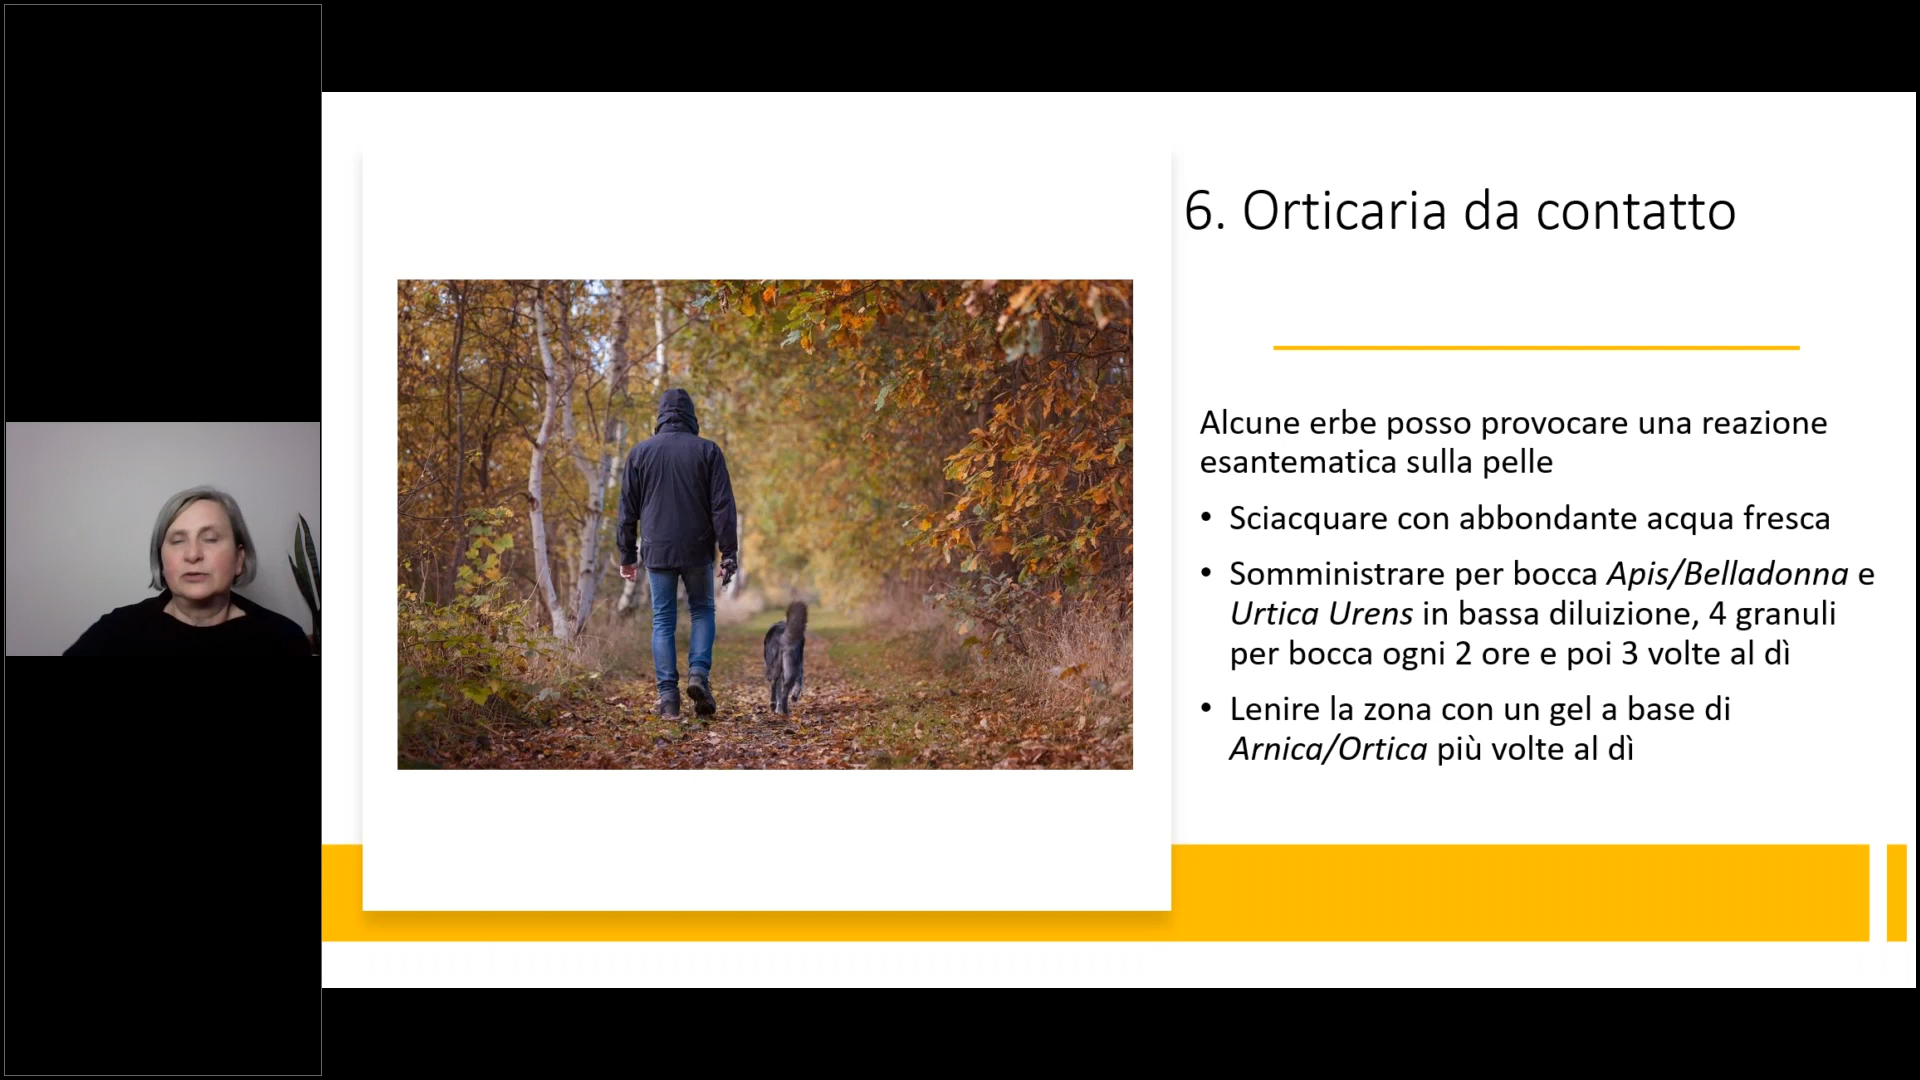 6. Orticaria da contatto
Alcune erbe posso provocare una reazione
esantematica sulla pelle
• Sciacquare con abbondante acqua fresca
• Somministrare per bocca Apis/Belladonna e
Urtica Urens in bassa diluizione, 4 granuli
per bocca ogni 2 ore e poi 3 volte al dì
• Lenire la zona con un gel a base di
Arnica/Ortica più volte al dì